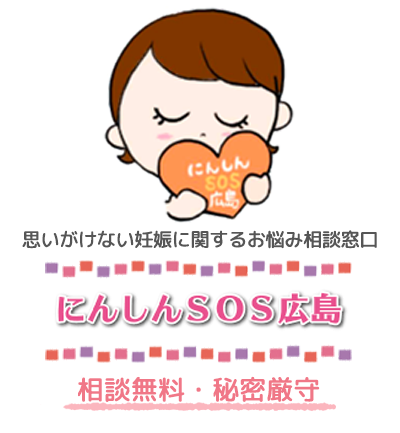 にんしん
SOS
広島
思いがけない妊娠に関するお悩み相談窓口
にんしんSOS広島
相談無料・秘密厳守